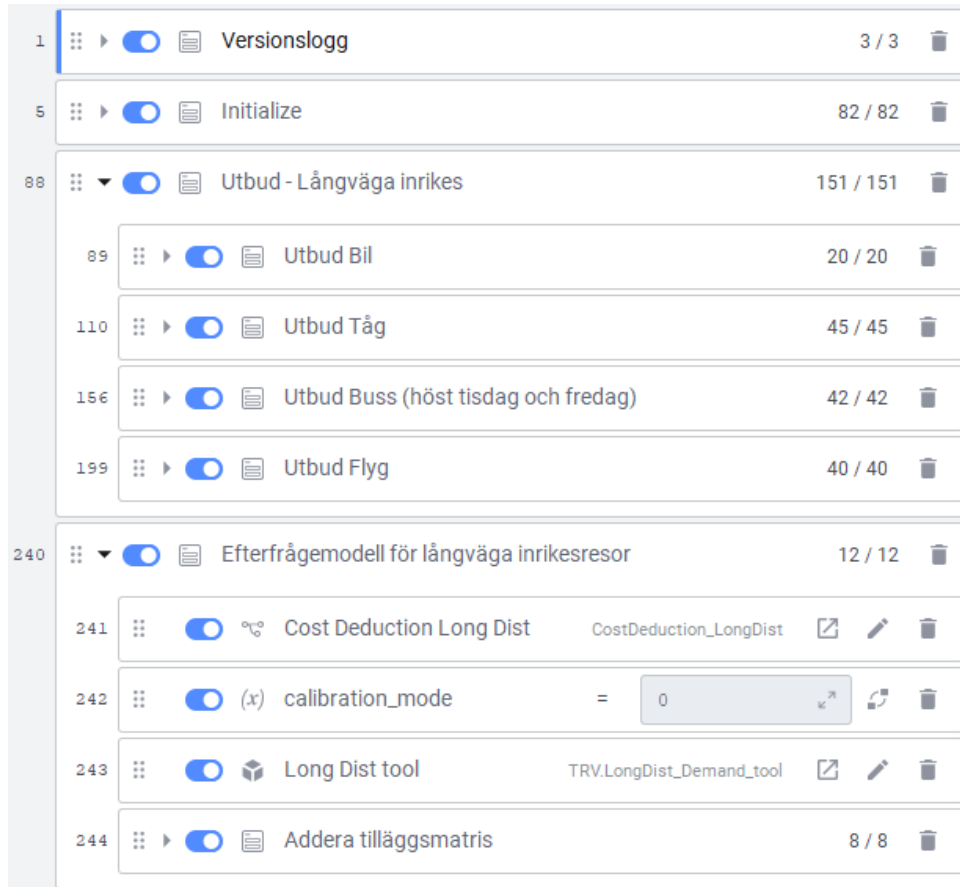 1 Versionslogg 3 / 3
5 Initialize 82 / 82
88 Utbud - Långväga inrikes 151 / 151
89 Utbud Bil 20 / 20
110 Utbud Tåg 45 / 45
156 Utbud Buss (höst tisdag och fredag) 42 / 42
199 Utbud Flyg 40 / 40
240 Efterfrågemodell för långväga inrikesresor 12 / 12
241 Cost Deduction Long Dist CostDeduction_LongDist
242 (x) calibration_mode = 0
243 Long Dist tool TRV.LongDist_Demand_tool
244 Addera tilläggsmatris 8 / 8